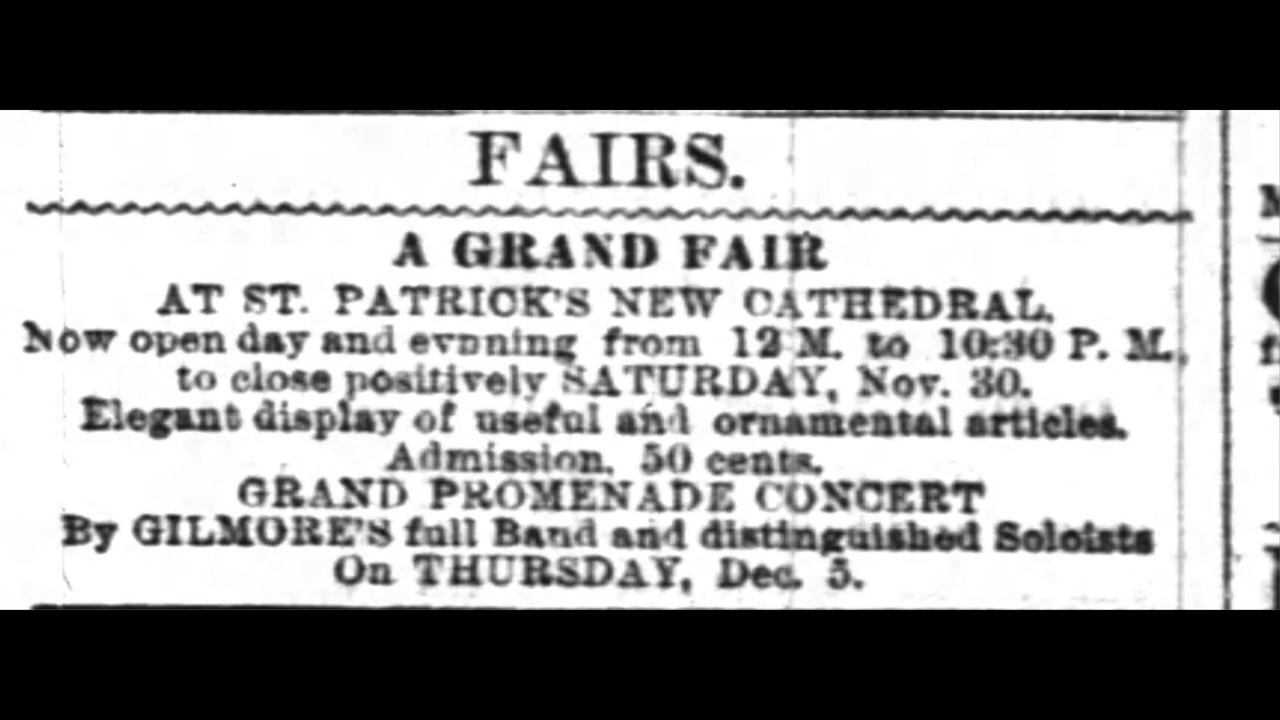 FAIRS.
A GRAND FAIR
AT ST. PATRICK'S NEW CATHEDRAL.
Now open day and evening from 12 M. to 10:30 P. M.,
to close positively SATURDAY, Nov. 30.
Elegant display of useful and ornamental articles.
Admission, 50 cents.
GRAND PROMENADE CONCERT
By GILMORE'S full Band and distinguished Soloists
On THURSDAY, Dec. 5.